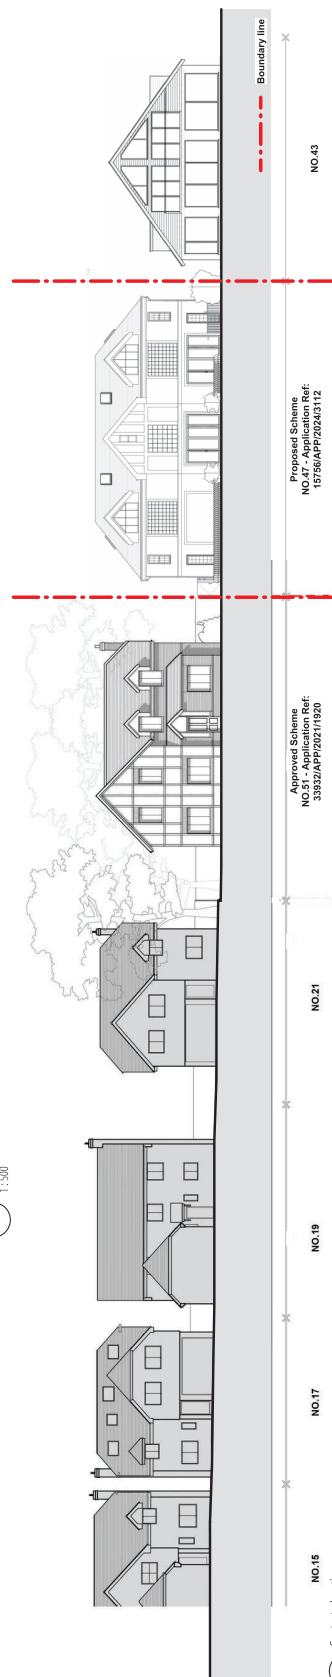 1 : 500
NO.15
NO.17
NO.19
NO.21
Approved Scheme
NO.51 - Application Ref:
33932/APP/2021/1920
Proposed Scheme
NO.47 - Application Ref:
15756/APP/2024/3112
NO.43
Boundary line